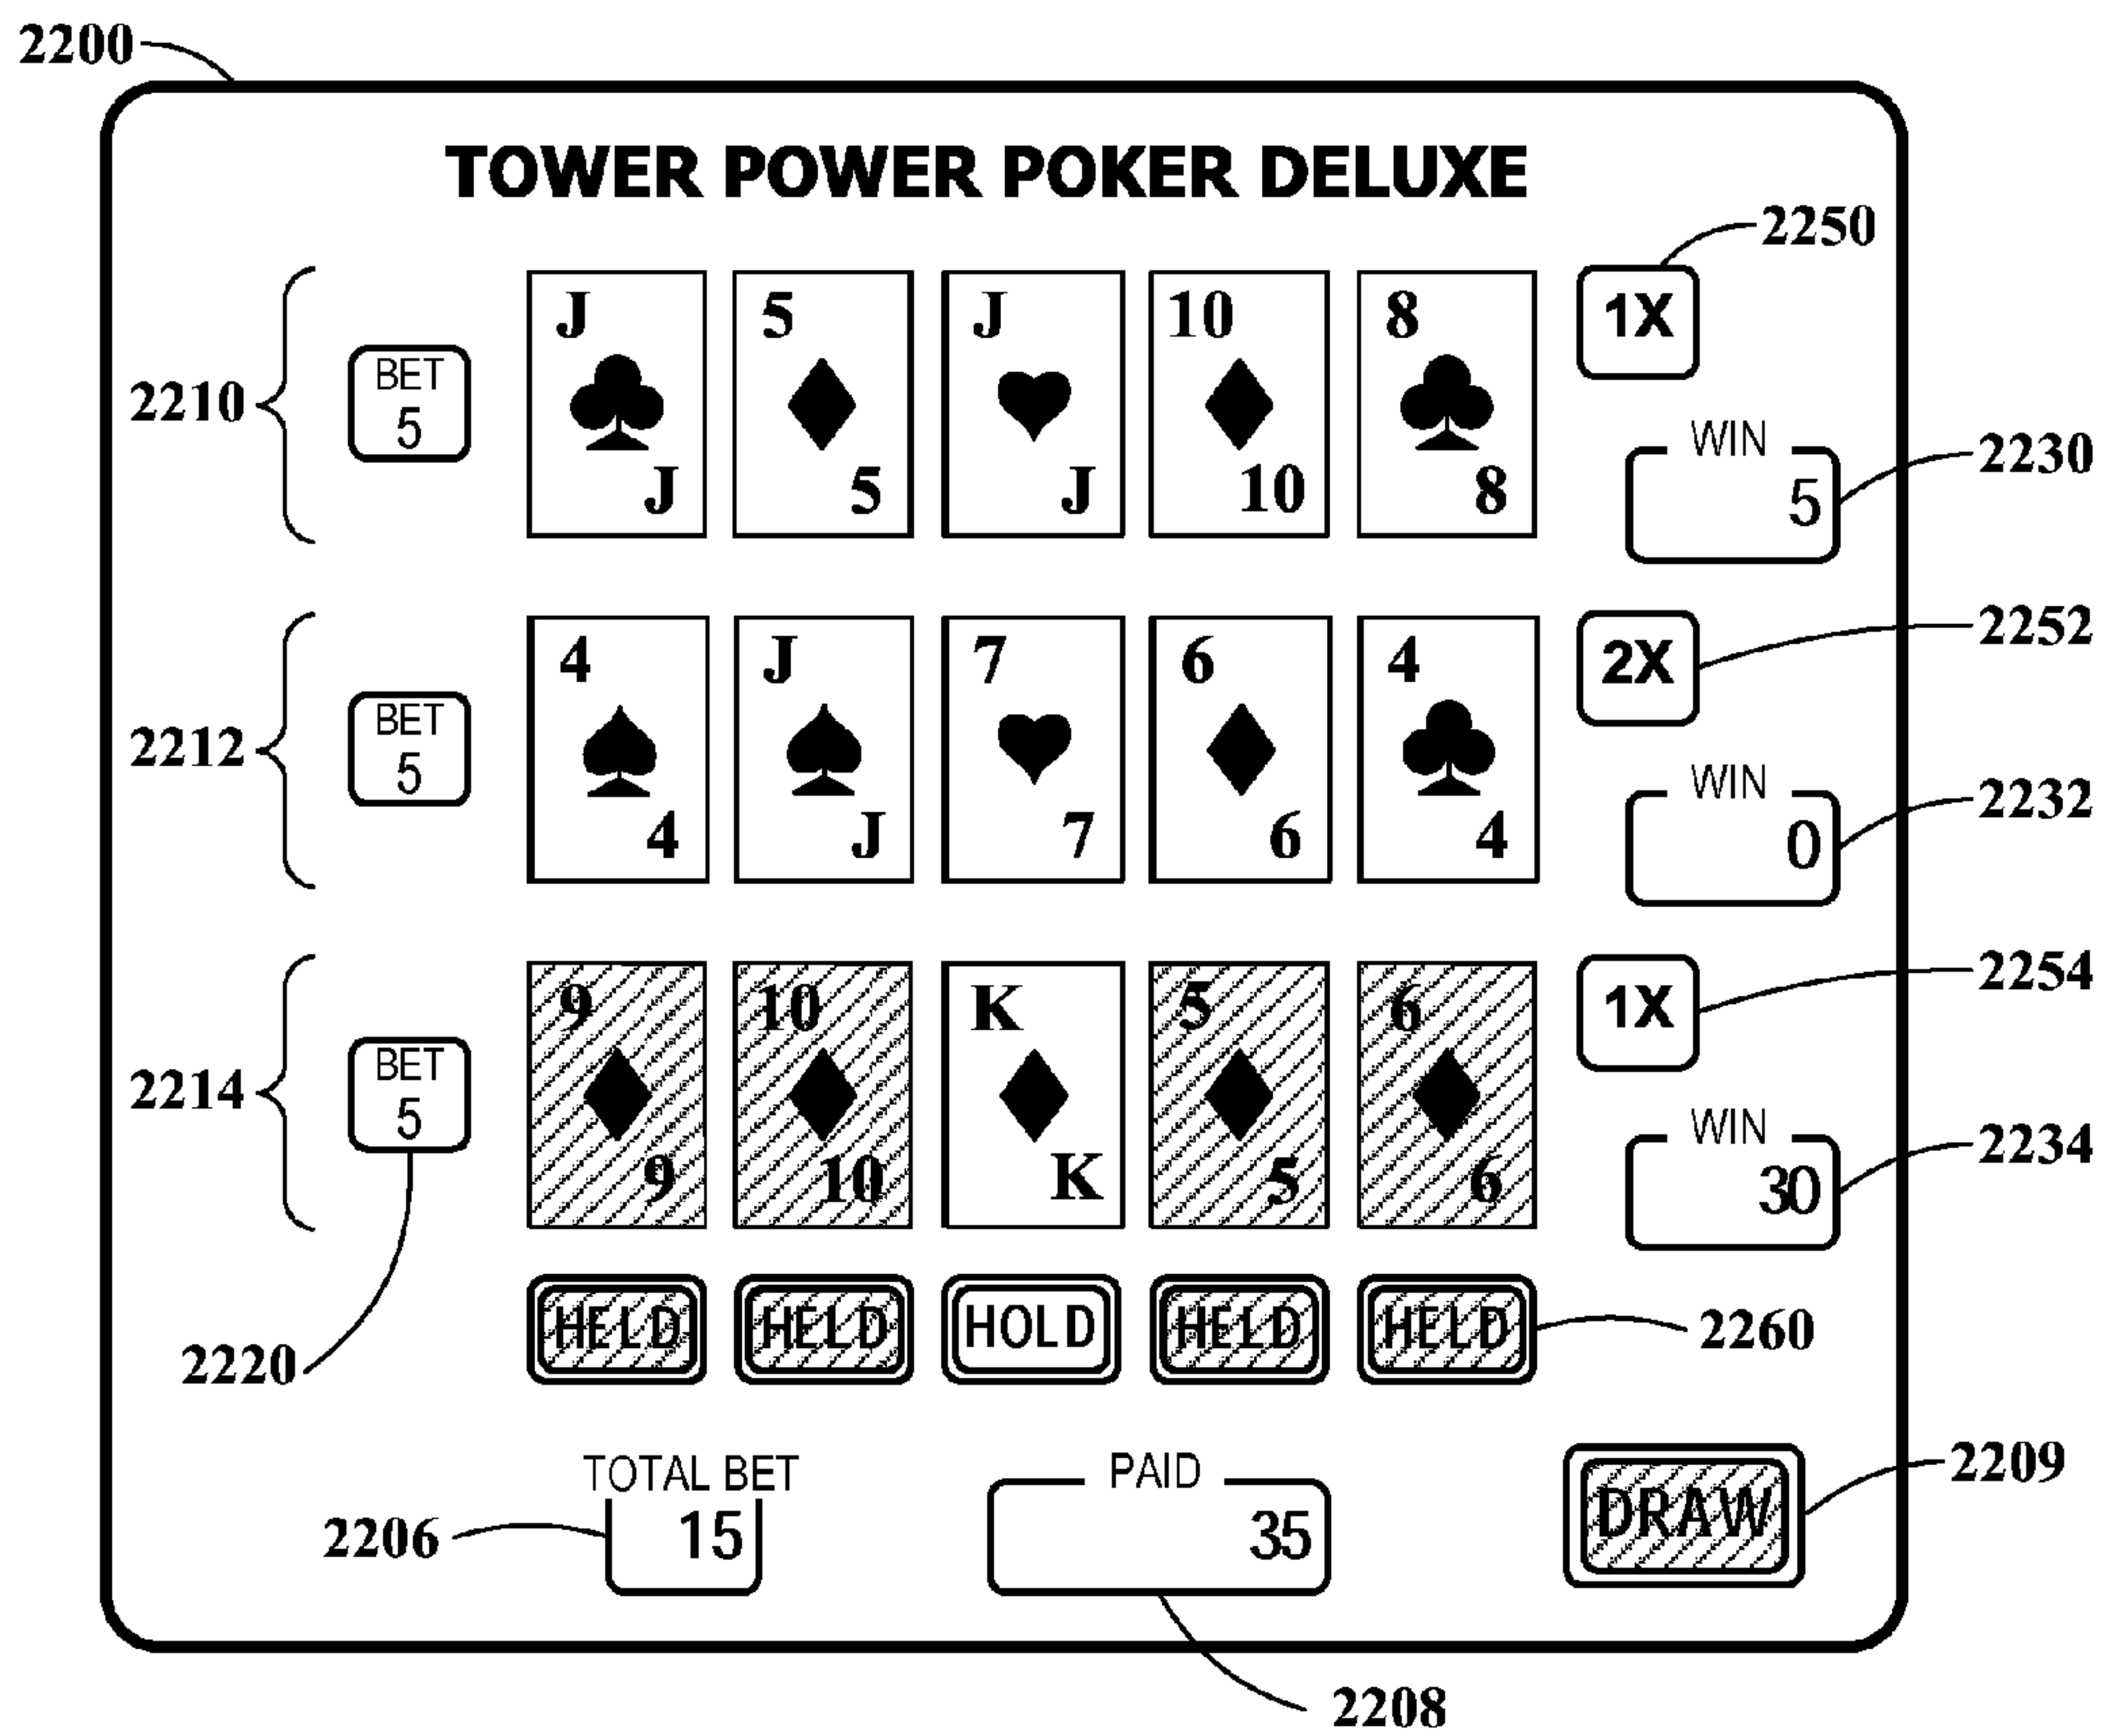 2200
TOWER POWER POKER DELUXE
2250
J 5 J 10 8 1X
BET
2210 5
WIN 2230
J 5 J 10 8 5
4 J 7 6 4 2X 2252
BET
2212 5
WIN 2232
4 J 7 6 4 0
9 10 K 5 6 1X 2254
BET
2214 5
WIN 2234
9 10 K 5 6 30
HELD HELD HOLD HELD HELD 2260
2220
TOTAL BET PAID 2209
2206 15 35 DRAW
2208